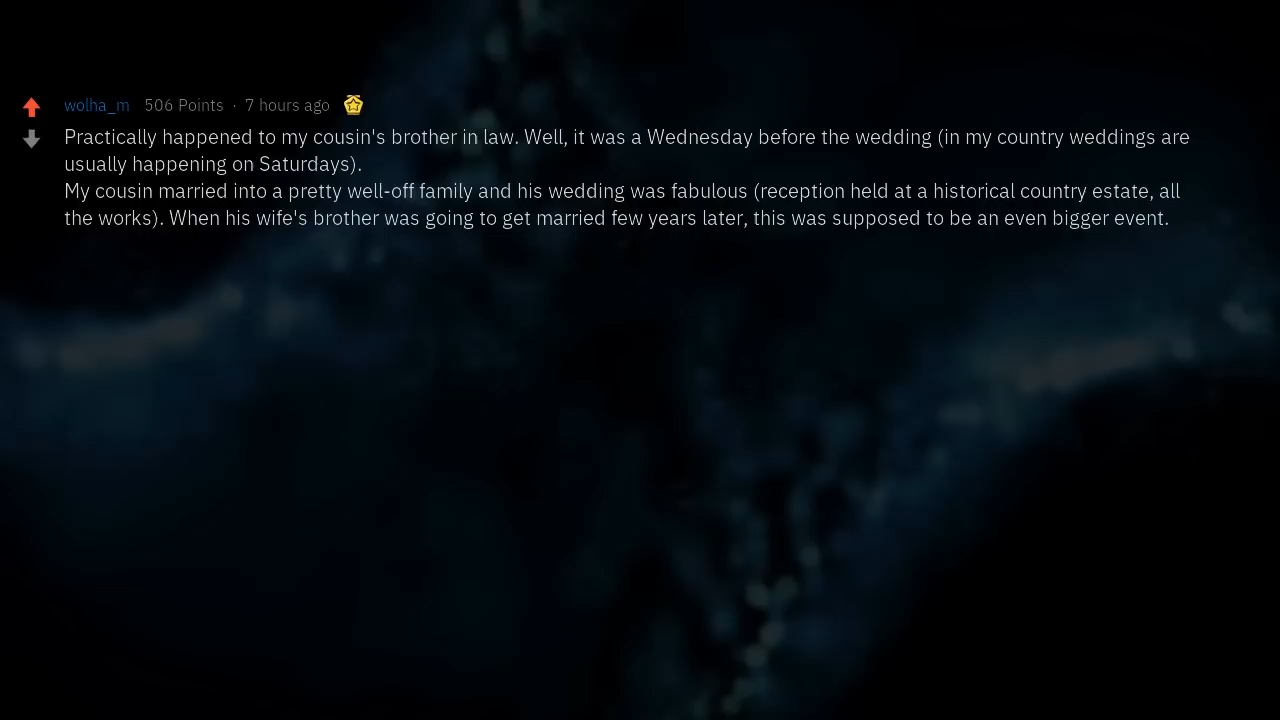 wolha_m 506 Points · 7 hours ago
Practically happened to my cousin's brother in law. Well, it was a Wednesday before the wedding (in my country weddings are
usually happening on Saturdays).
My cousin married into a pretty well-off family and his wedding was fabulous (reception held at a historical country estate, all
the works). When his wife's brother was going to get married few years later, this was supposed to be an even bigger event.